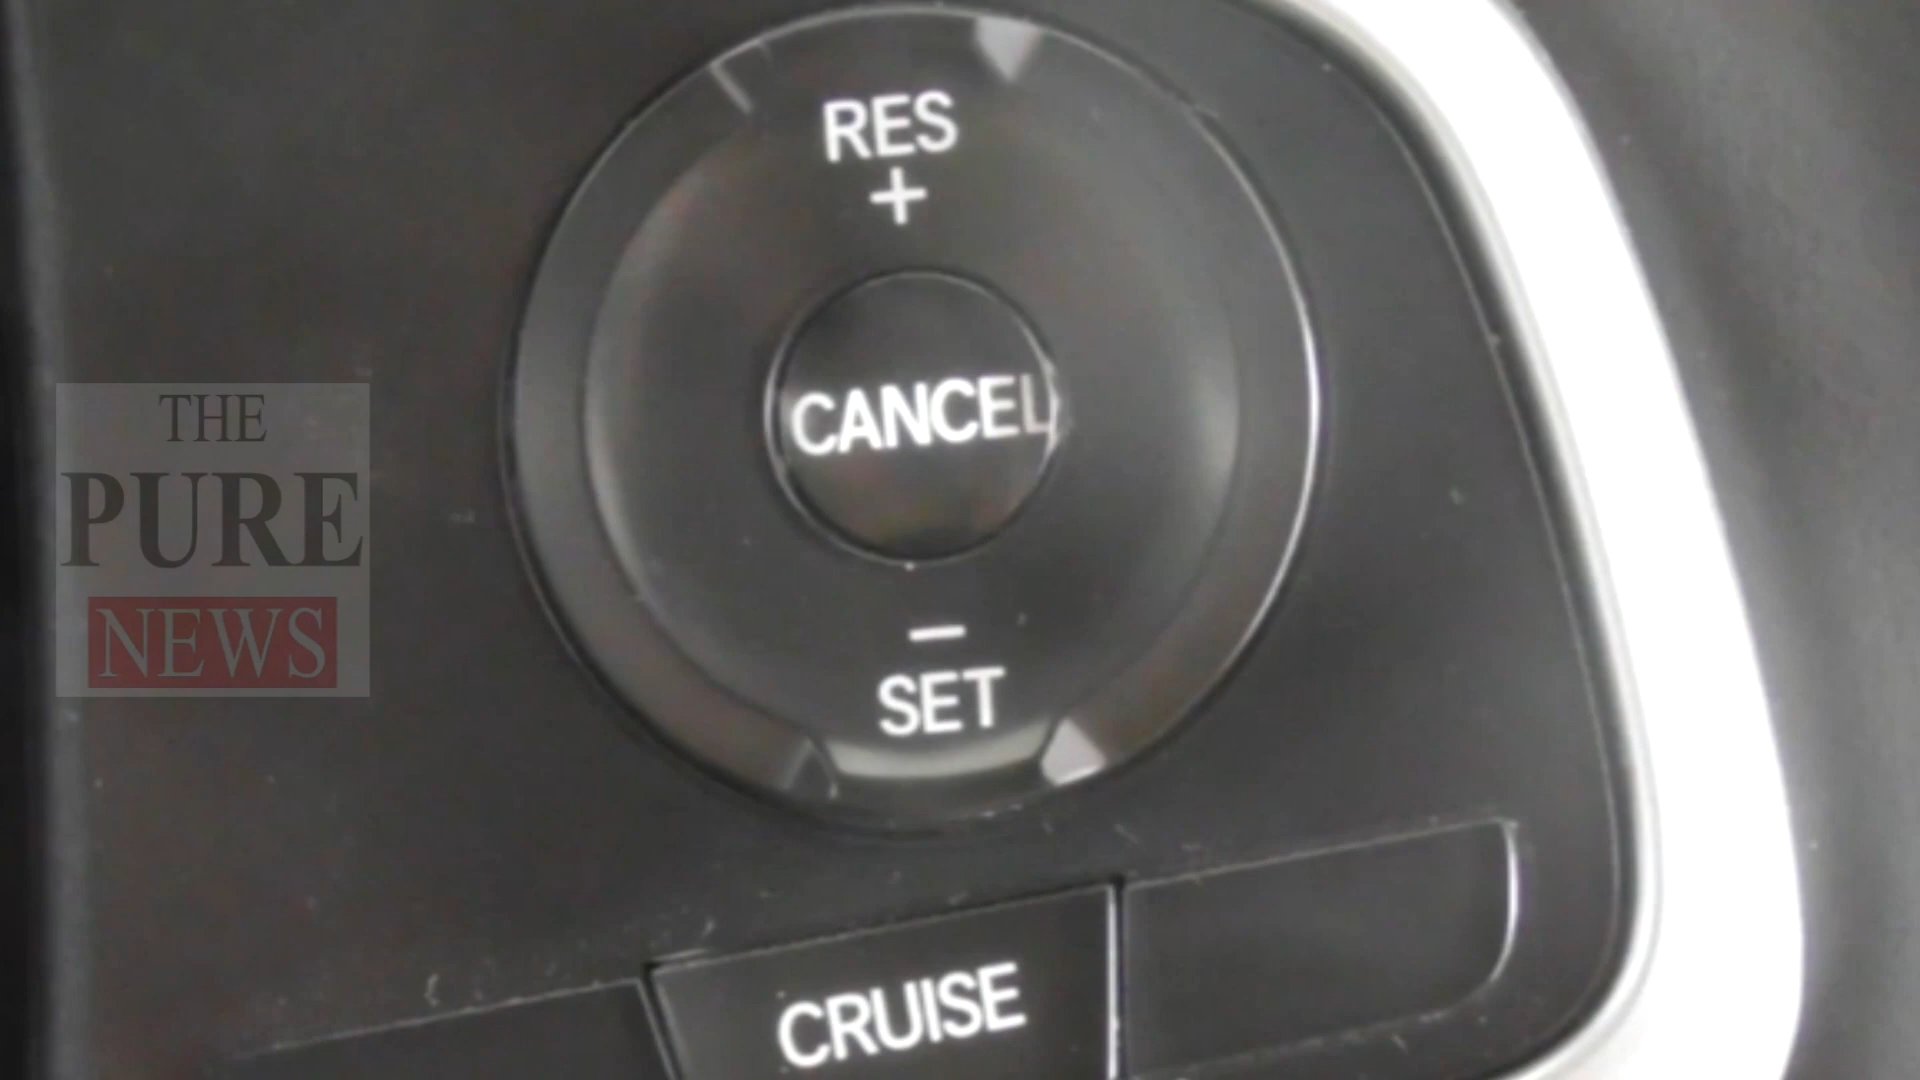 RES
+
CANCEL
–
SET
CRUISE
THE
PURE
NEWS